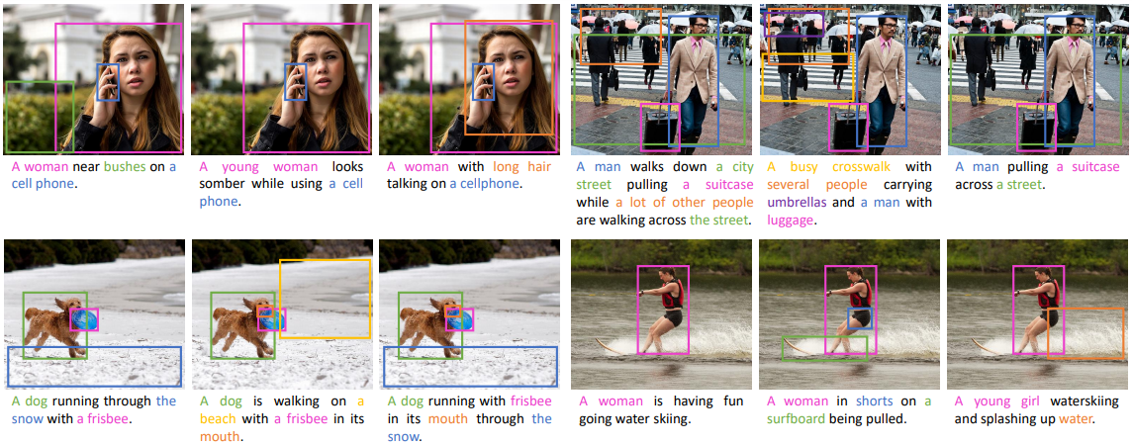 A woman near bushes on a
cell phone.
A young woman looks
somber while using a cell
phone.
A woman with long hair
talking on a cellphone.
A man walks down a city
street pulling a suitcase
while a lot of other people
are walking across the street.
A busy crosswalk with
several people carrying
umbrellas and a man with
luggage.
A man pulling a suitcase
across a street.
A dog running through the
snow with a frisbee.
A dog is walking on a
beach with a frisbee in its
mouth.
A dog running with frisbee
in its mouth through the
snow.
A woman is having fun
going water skiing.
A woman in shorts on a
surfboard being pulled.
A young girl waterskiing
and splashing up water.